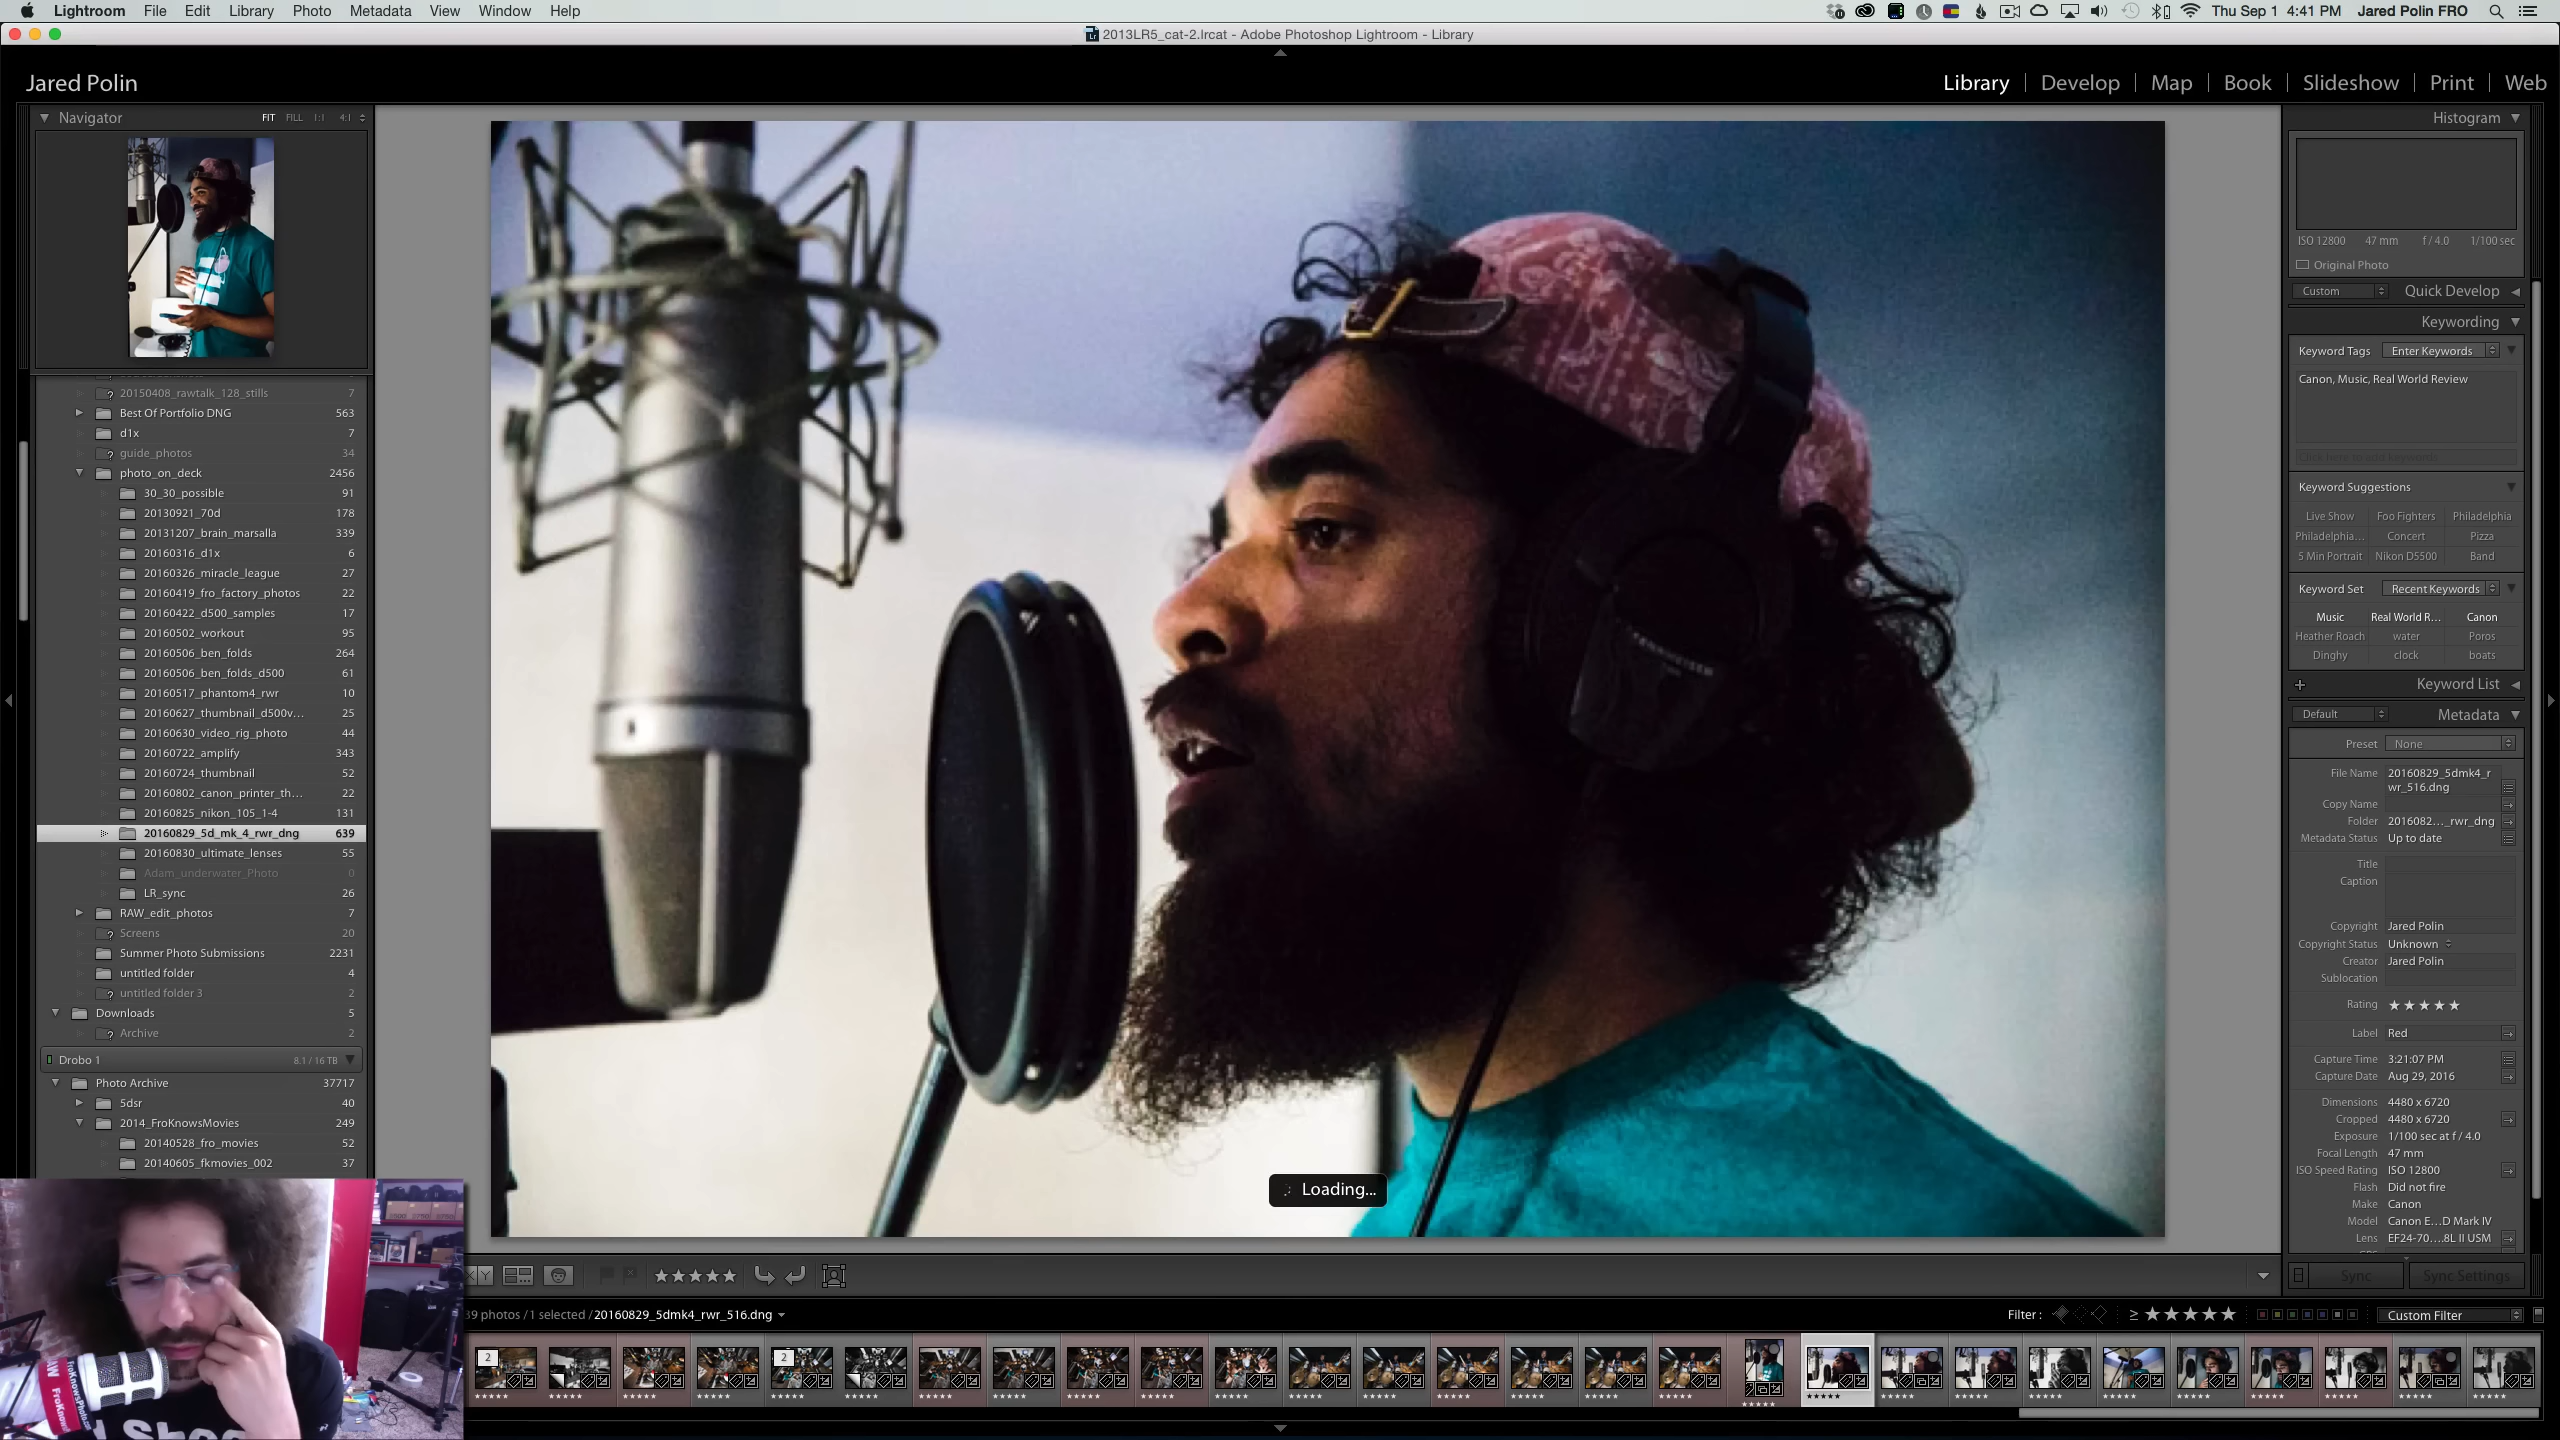 Lightroom File Edit Library Photo Metadata View Window Help
Thu Sep 1 4:41 PM Jared Polin FRO
2013LR5_cat-2.lrcat - Adobe Photoshop Lightroom - Library
Jared Polin
Library Develop Map Book Slideshow Print Web
Navigator FIT FILL 1:1 4:1
20150408_rawtalk_128_stills 7
Best Of Portfolio DNG 563
d1x 7
guide_photos 34
photo_on_deck 2456
30_30_possible 91
20130921_70d 178
20131207_brain_marsalla 339
20160316_d1x 6
20160326_miracle_league 27
20160419_fro_factory_photos 22
20160422_d500_samples 17
20160502_workout 95
20160506_ben_folds 264
20160506_ben_folds_d500 61
20160517_phantom4_rwr 10
20160627_thumbnail_d500v... 25
20160630_video_rig_photo 44
20160722_amplify 343
20160724_thumbnail 52
20160802_canon_printer_th... 22
20160825_nikon_105_1-4 131
20160829_5d_mk_4_rwr_dng 639
20160830_ultimate_lenses 55
Adam_underwater_Photo 0
LR_sync 26
RAW_edit_photos 7
Screens 20
Summer Photo Submissions 2231
untitled folder 4
untitled folder 3 2
Downloads 5
Archive 2
Drobo 1 8.1 / 16 TB
Photo Archive 37717
5dsr 40
2014_FroKnowsMovies 249
20140528_fro_movies 52
20140605_fkmovies_002 37
SENNHEISER
Loading...
Histogram
ISO 12800 47 mm f / 4.0 1/100 sec
Original Photo
Custom Quick Develop
Keywording
Keyword Tags Enter Keywords
Canon, Music, Real World Review
Click here to add keywords
Keyword Suggestions
Live Show Foo Fighters Philadelphia
Philadelphia... Concert Pizza
5 Min Portrait Nikon D5500 Band
Keyword Set Recent Keywords
Music Real World R... Canon
Heather Roach water Poros
Dinghy clock boats
Keyword List
Default Metadata
Preset None
File Name 20160829_5dmk4_r
wr_516.dng
Copy Name
Folder 2016082..._rwr_dng
Metadata Status Up to date
Title
Caption
Copyright Jared Polin
Copyright Status Unknown
Creator Jared Polin
Sublocation
Rating ★★★★★
Label Red
Capture Time 3:21:07 PM
Capture Date Aug 29, 2016
Dimensions 4480 x 6720
Cropped 4480 x 6720
Exposure 1/100 sec at f / 4.0
Focal Length 47 mm
ISO Speed Rating ISO 12800
Flash Did not fire
Make Canon
Model Canon E...D Mark IV
Lens EF24-70....8L II USM
Sync Sync Settings
39 photos / 1 selected / 20160829_5dmk4_rwr_516.dng
Filter : ≥ ★★★★★ Custom Filter
2
2